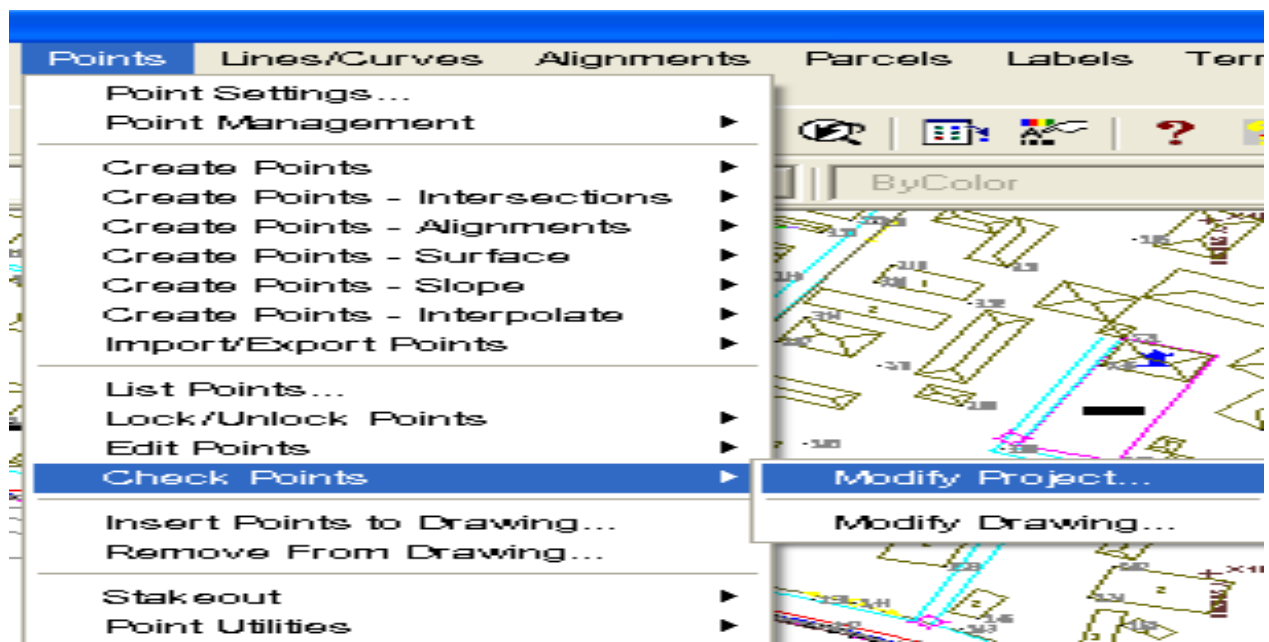 Points Lines/Curves Alignments Parcels Labels Terr
Point Settings...
Point Management
Create Points
ByColor
Create Points - Intersections
Create Points - Alignments
Create Points - Surface
Create Points - Slope
Create Points - Interpolate
Import/Export Points
List Points...
Lock/Unlock Points
Edit Points
Check Points
Modify Project...
Insert Points to Drawing...
Modify Drawing...
Remove From Drawing...
Stakeout
Point Utilities